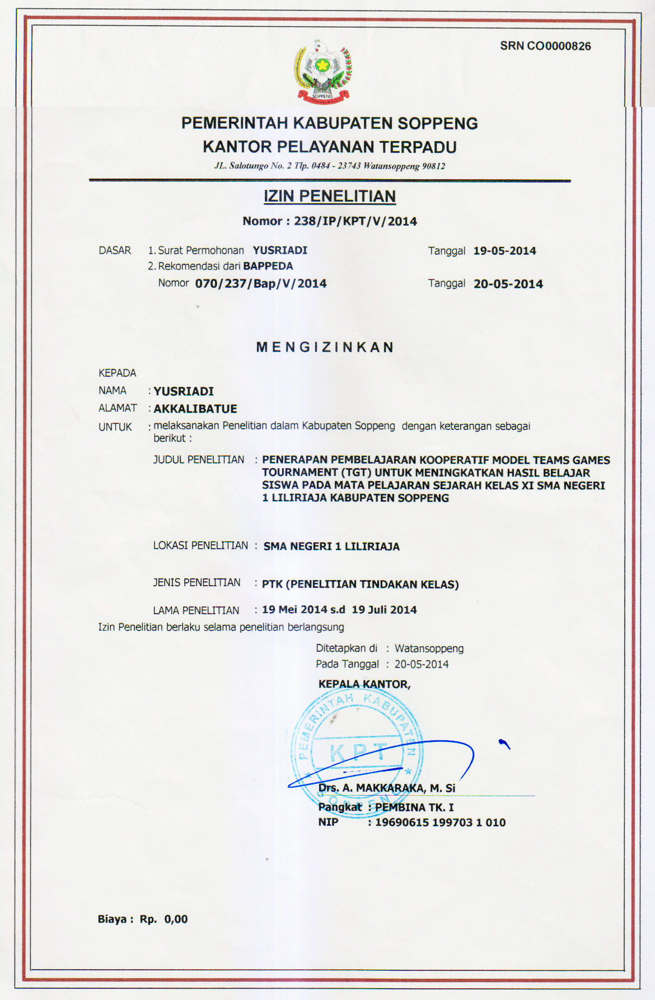 SRN CO0000826
SOPPENG
PEMERINTAH KABUPATEN SOPPENG
KANTOR PELAYANAN TERPADU
JL. Salotungo No. 2 Tlp. 0484 - 23743 Watansoppeng 90812
IZIN PENELITIAN
Nomor : 238/IP/KPT/V/2014
DASAR 1. Surat Permohonan YUSRIADI Tanggal 19-05-2014
2. Rekomendasi dari BAPPEDA
Nomor 070/237/Bap/V/2014 Tanggal 20-05-2014
MENGIZINKAN
KEPADA
NAMA : YUSRIADI
ALAMAT : AKKALIBATUE
UNTUK : melaksanakan Penelitian dalam Kabupaten Soppeng dengan keterangan sebagai
berikut :
JUDUL PENELITIAN : PENERAPAN PEMBELAJARAN KOOPERATIF MODEL TEAMS GAMES
TOURNAMENT (TGT) UNTUK MENINGKATKAN HASIL BELAJAR
SISWA PADA MATA PELAJARAN SEJARAH KELAS XI SMA NEGERI
1 LILIRIAJA KABUPATEN SOPPENG
LOKASI PENELITIAN : SMA NEGERI 1 LILIRIAJA
JENIS PENELITIAN : PTK (PENELITIAN TINDAKAN KELAS)
LAMA PENELITIAN : 19 Mei 2014 s.d 19 Juli 2014
Izin Penelitian berlaku selama penelitian berlangsung
Ditetapkan di : Watansoppeng
Pada Tanggal : 20-05-2014
KEPALA KANTOR,
PEMERINTAH KABUPATEN
KPT
SOPPENG
Drs. A. MAKKARAKA, M. Si
Pangkat : PEMBINA TK. I
NIP : 19690615 199703 1 010
Biaya : Rp. 0,00